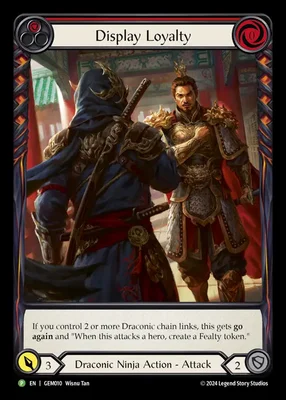 Display Loyalty
If you control 2 or more Draconic chain links, this gets go
again and "When this attacks a hero, create a Fealty token."
3
Draconic Ninja Action - Attack
2
P EN | GEM010 Wisnu Tan
© 2024 Legend Story Studios